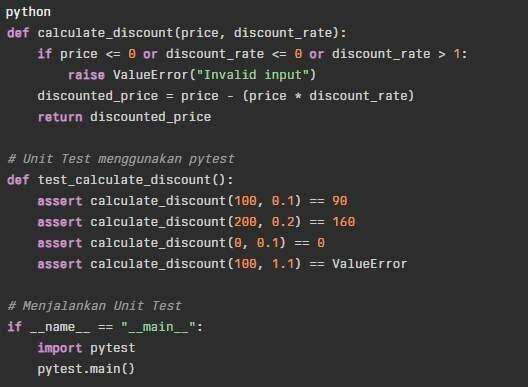 python
def calculate_discount(price, discount_rate):
    if price <= 0 or discount_rate <= 0 or discount_rate > 1:
        raise ValueError("Invalid input")
    discounted_price = price - (price * discount_rate)
    return discounted_price
# Unit Test menggunakan pytest
def test_calculate_discount():
    assert calculate_discount(100, 0.1) == 90
    assert calculate_discount(200, 0.2) == 160
    assert calculate_discount(0, 0.1) == 0
    assert calculate_discount(100, 1.1) == ValueError
# Menjalankan Unit Test
if __name__ == "__main__":
    import pytest
    pytest.main()